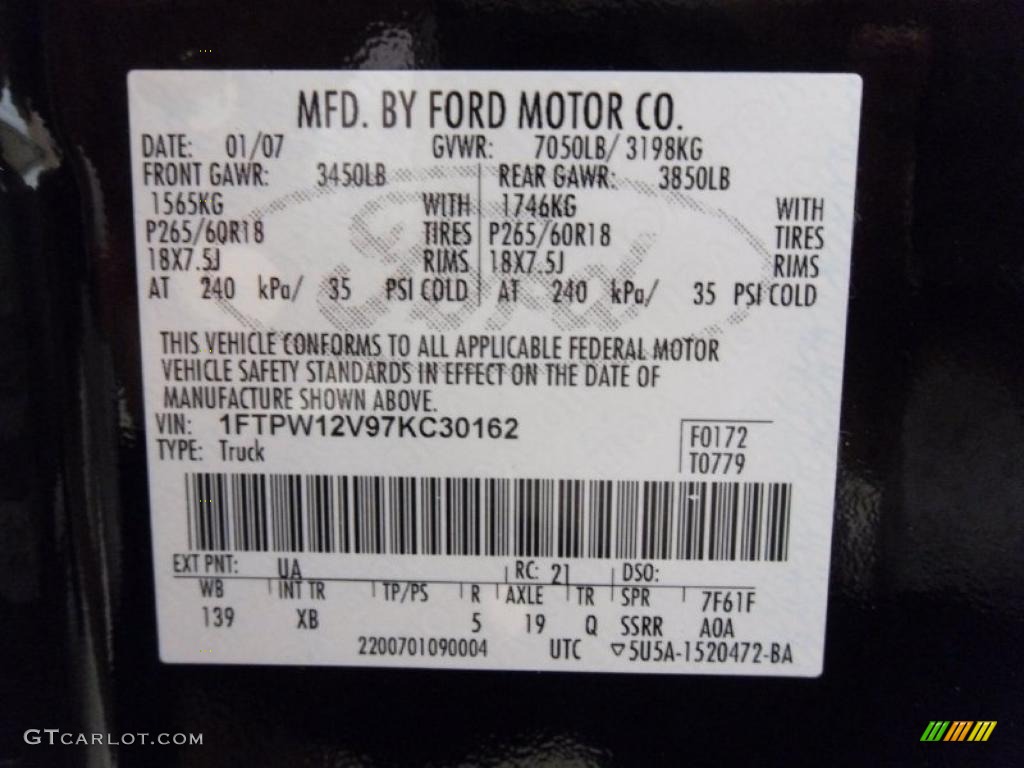 MFD. BY FORD MOTOR CO.
DATE: 01/07 GVWR: 7050LB/ 3198KG
FRONT GAWR: 3450LB REAR GAWR: 3850LB
1565KG WITH 1746KG WITH
P265/60R18 TIRES P265/60R18 TIRES
18X7.5J RIMS 18X7.5J RIMS
AT 240 kPa/ 35 PSI COLD AT 240 kPa/ 35 PSI COLD
Ford
THIS VEHICLE CONFORMS TO ALL APPLICABLE FEDERAL MOTOR
VEHICLE SAFETY STANDARDS IN EFFECT ON THE DATE OF
MANUFACTURE SHOWN ABOVE.
VIN: 1FTPW12V97KC30162
F0172
TYPE: Truck
T0779
EXT PNT: UA RC: 21 DSO:
WB INT TR TP/PS R AXLE TR SPR 7F61F
139 XB 5 19 Q SSRR A0A
2200701090004 UTC ▽5U5A-1520472-BA
GTCARLOT.COM